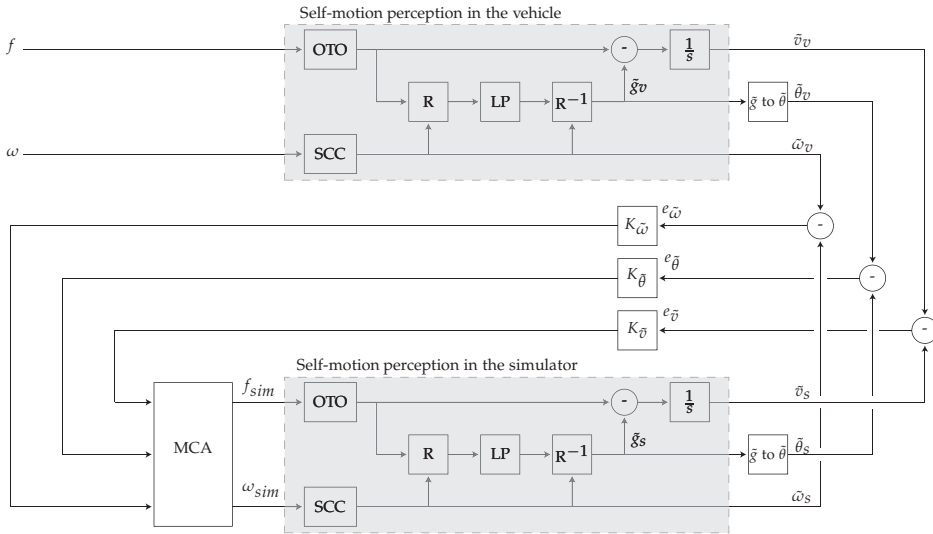 Self-motion perception in the vehicle
f
OTO
-
1/s
ṽ_v
R
LP
R⁻¹
g̃_v
g̃ to θ̃
θ̃_v
ω
SCC
ω̃_v
K_ω̃
e_ω̃
-
K_θ̃
e_θ̃
-
K_ṽ
e_ṽ
-
Self-motion perception in the simulator
MCA
f_sim
OTO
-
1/s
ṽ_s
R
LP
R⁻¹
g̃_s
g̃ to θ̃
θ̃_s
ω_sim
SCC
ω̃_s